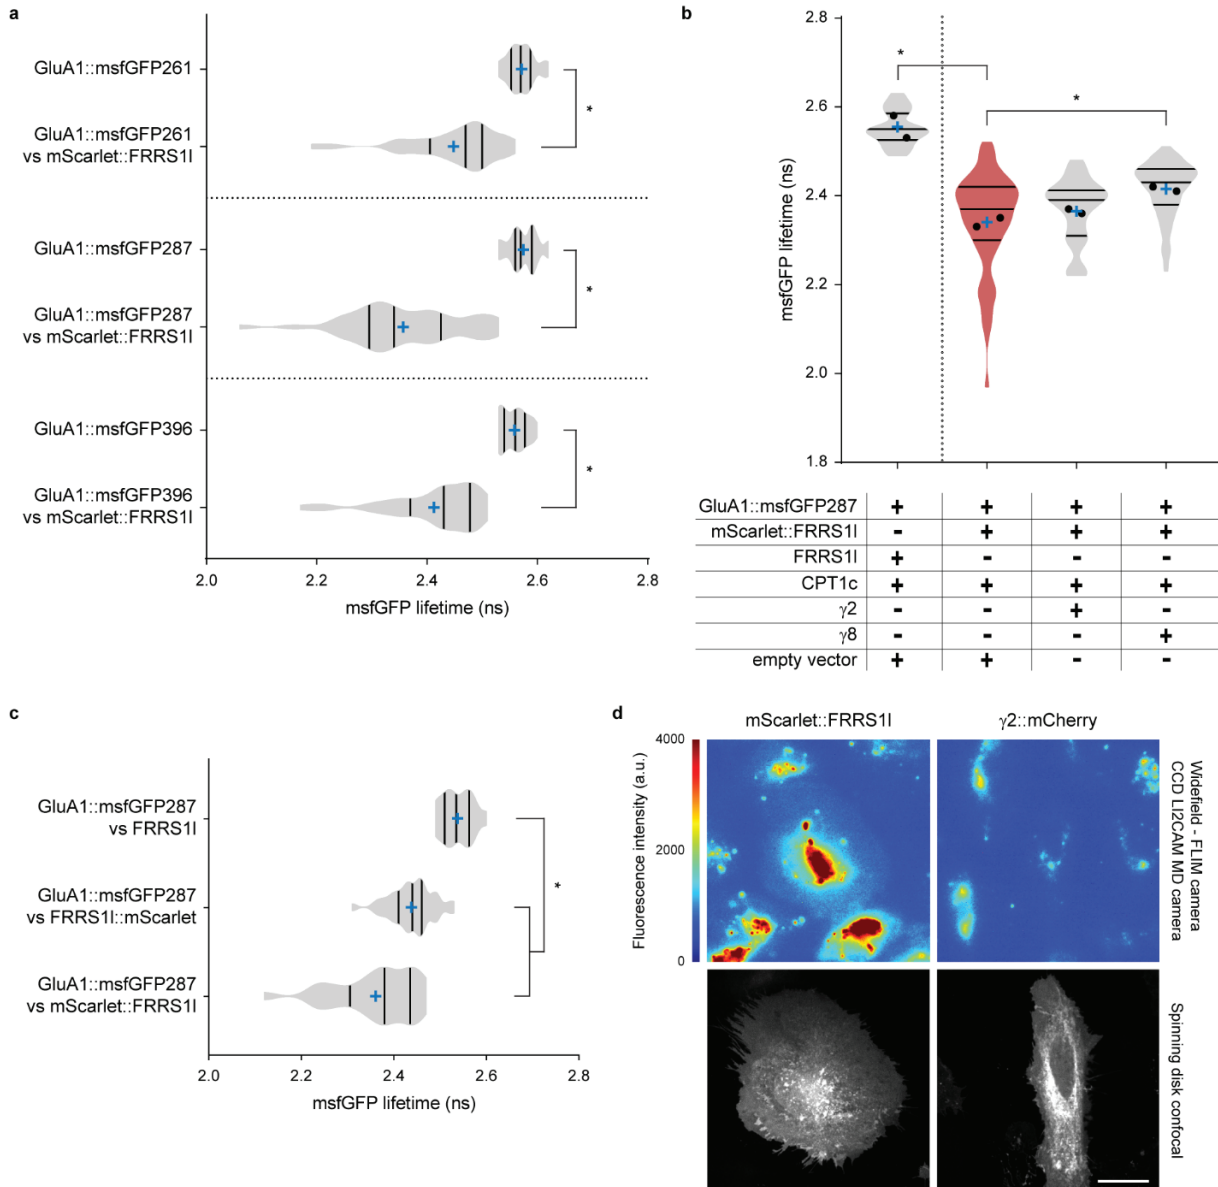 a
GluA1::msfGFP261
GluA1::msfGFP261
vs mScarlet::FRRS1l
*
GluA1::msfGFP287
GluA1::msfGFP287
vs mScarlet::FRRS1l
*
GluA1::msfGFP396
GluA1::msfGFP396
vs mScarlet::FRRS1l
*
2.0 2.2 2.4 2.6 2.8
msfGFP lifetime (ns)
b
msfGFP lifetime (ns)
2.8
2.6
2.4
2.2
2.0
1.8
* *
GluA1::msfGFP287 + + + +
mScarlet::FRRS1l - + + +
FRRS1l + - - -
CPT1c + + + +
γ2 - - + -
γ8 - - - +
empty vector + + - -
c
GluA1::msfGFP287
vs FRRS1l
GluA1::msfGFP287
vs FRRS1l::mScarlet
GluA1::msfGFP287
vs mScarlet::FRRS1l
*
2.0 2.2 2.4 2.6 2.8
msfGFP lifetime (ns)
d
mScarlet::FRRS1l γ2::mCherry
Fluorescence intensity (a.u.)
4000
2000
0
Widefield - FLIM camera
CCD LI2CAM MD camera
Spinning disk confocal